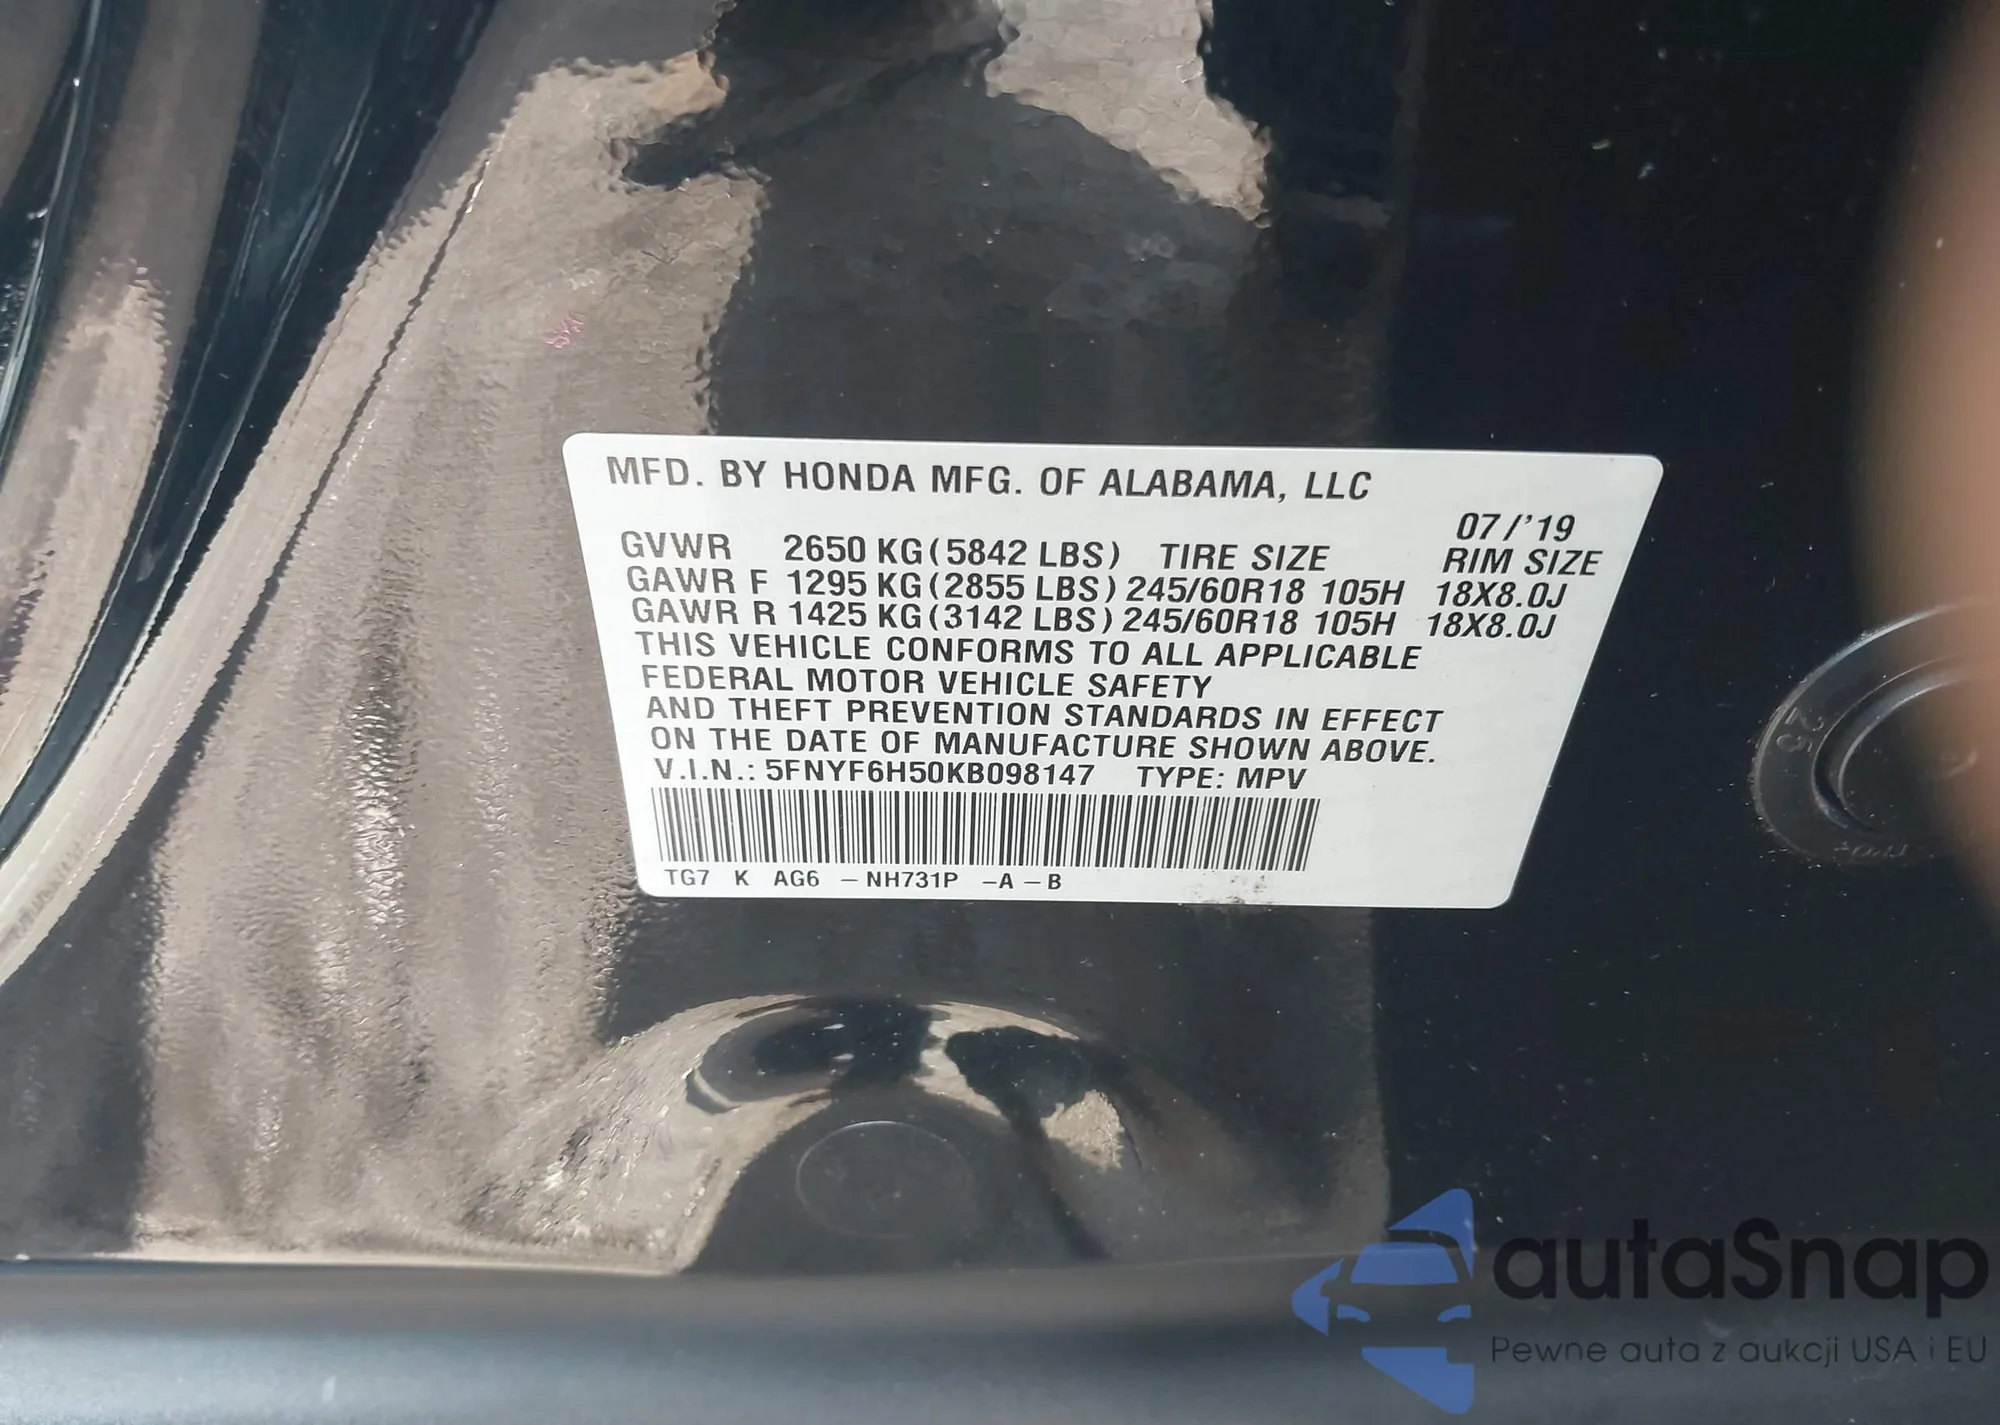 MFD. BY HONDA MFG. OF ALABAMA, LLC
07/'19
GVWR 2650 KG(5842 LBS) TIRE SIZE RIM SIZE
GAWR F 1295 KG(2855 LBS) 245/60R18 105H 18X8.0J
GAWR R 1425 KG(3142 LBS) 245/60R18 105H 18X8.0J
THIS VEHICLE CONFORMS TO ALL APPLICABLE
FEDERAL MOTOR VEHICLE SAFETY
AND THEFT PREVENTION STANDARDS IN EFFECT
ON THE DATE OF MANUFACTURE SHOWN ABOVE.
V.I.N.: 5FNYF6H50KB098147 TYPE: MPV
TG7 K AG6 – NH731P –A – B
25
autaSnap
Pewne auta z aukcji USA i EU